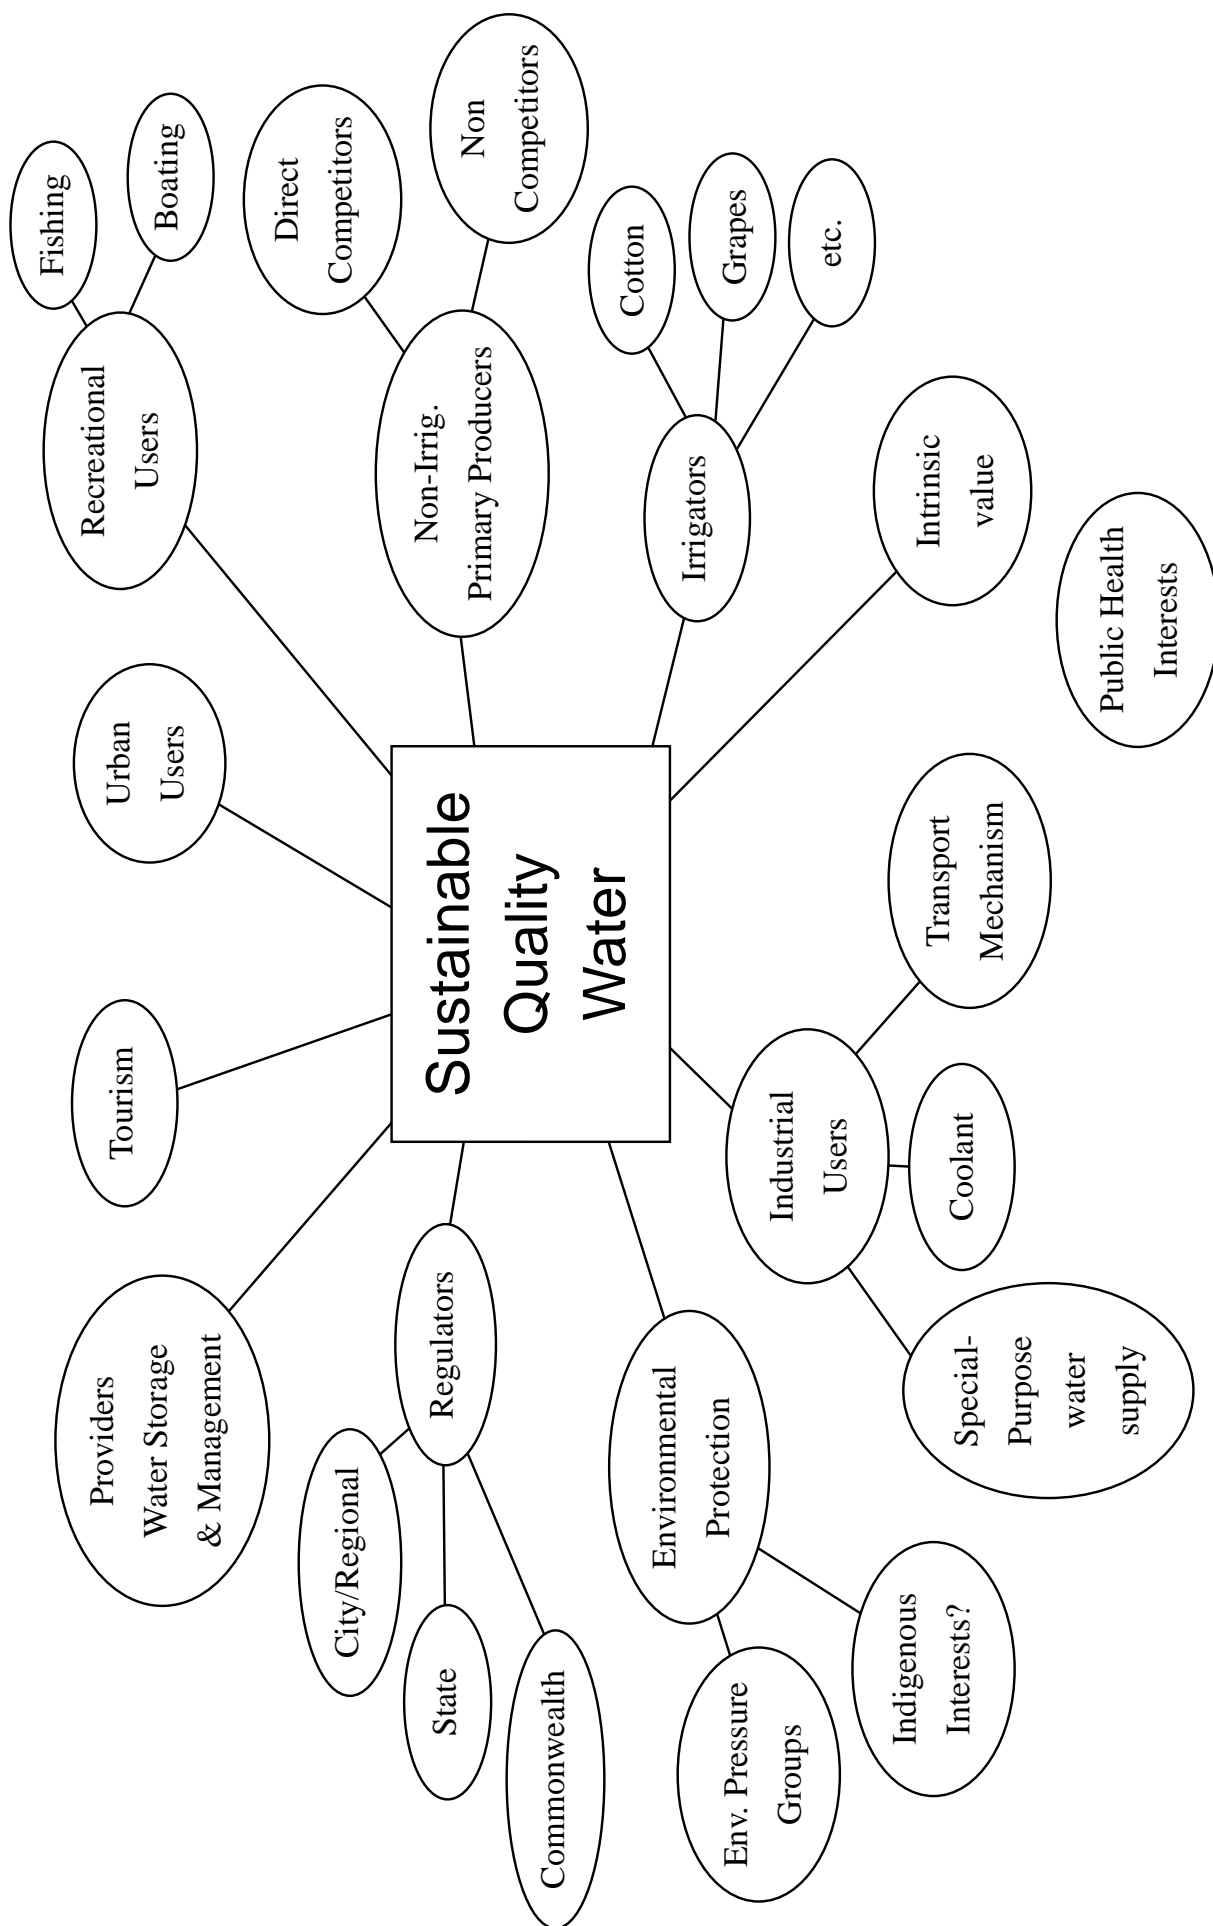 Providers
Water Storage
& Management
Tourism
Urban
Users
Recreational
Users
Fishing
Boating
City/Regional
State
Commonwealth
Regulators
Sustainable
Quality
Water
Non-Irrig.
Primary Producers
Direct
Competitors
Non
Competitors
Irrigators
Cotton
Grapes
etc.
Environmental
Protection
Env. Pressure
Groups
Indigenous
Interests?
Industrial
Users
Special-
Purpose
water
supply
Coolant
Transport
Mechanism
Intrinsic
value
Public Health
Interests